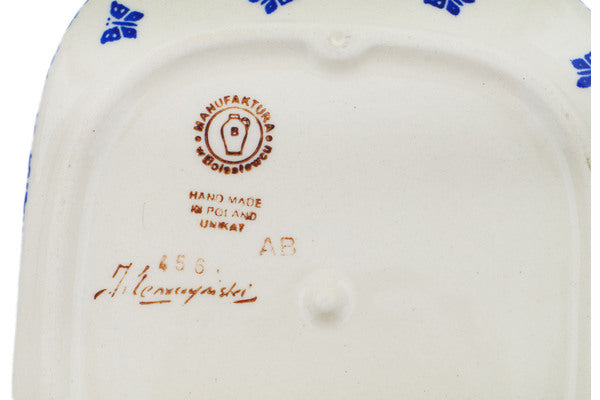 MANUFAKTURA
B
w Bolesławcu
HAND MADE
IN POLAND
UNIKAT
AB
456.